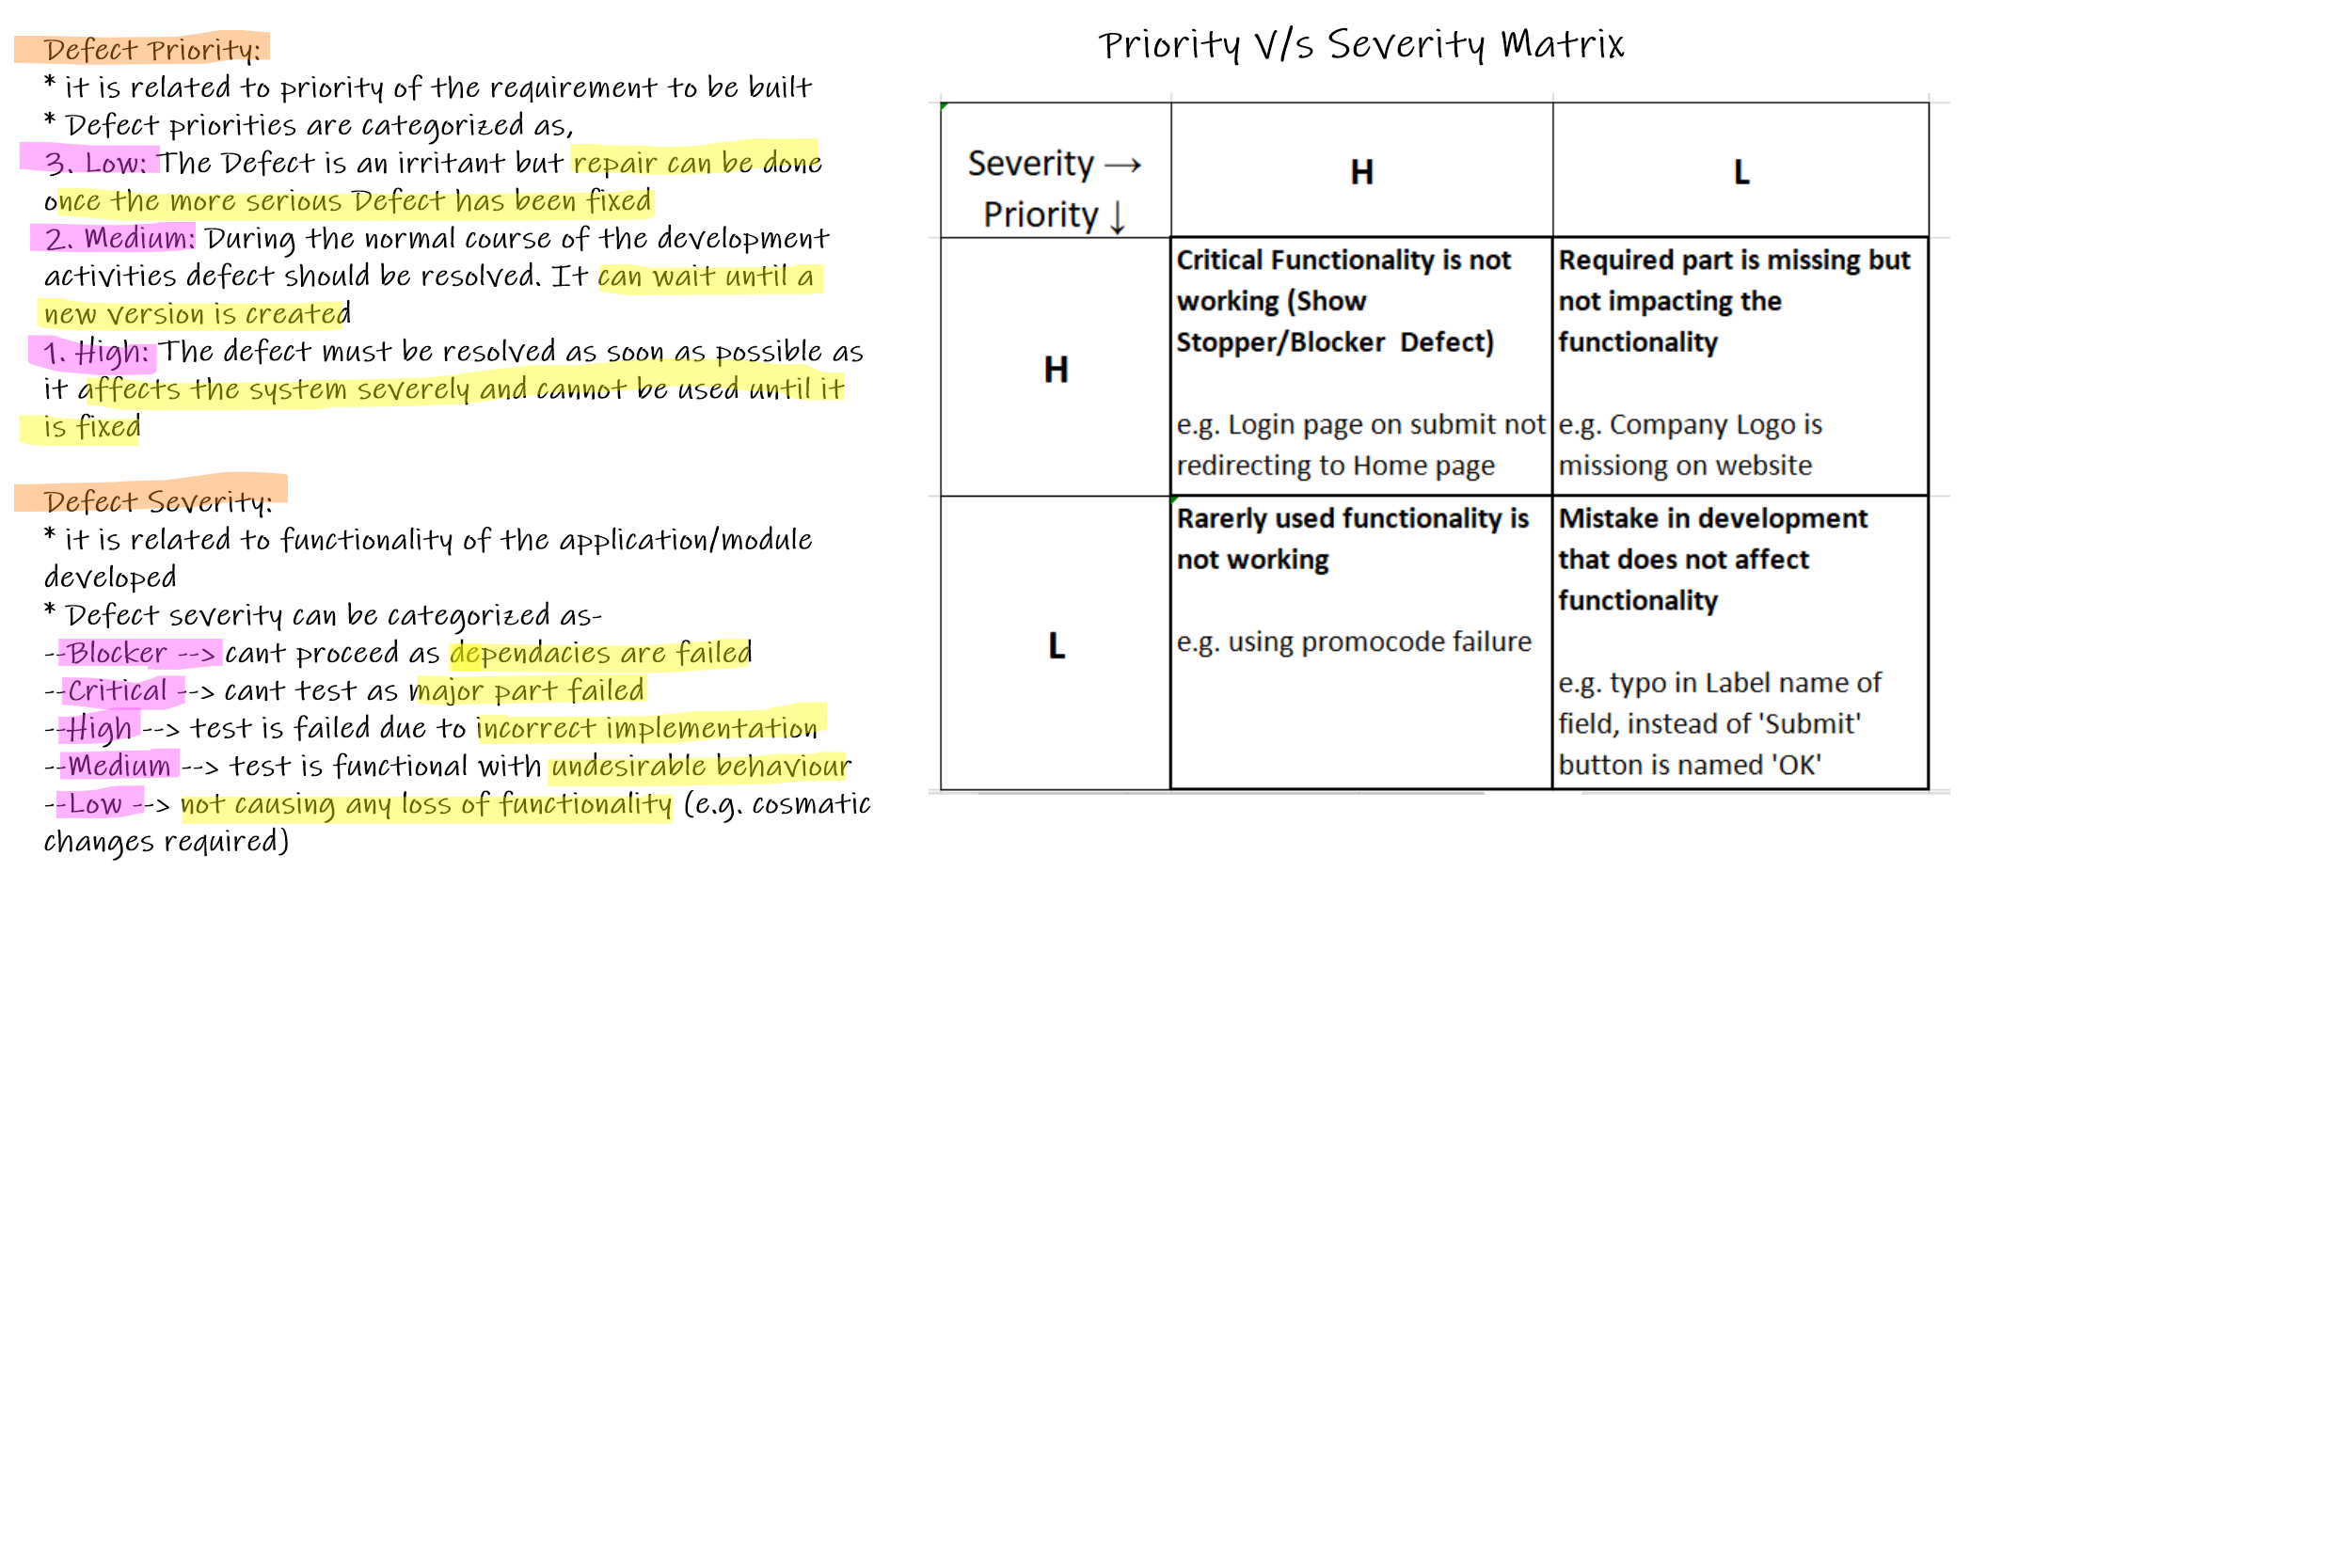 Defect Priority:
* it is related to priority of the requirement to be built
* Defect priorities are categorized as,
3. Low: The Defect is an irritant but repair can be done
once the more serious Defect has been fixed
2. Medium: During the normal course of the development
activities defect should be resolved. It can wait until a
new version is created
1. High: The defect must be resolved as soon as possible as
it affects the system severely and cannot be used until it
is fixed
Defect Severity:
* it is related to functionality of the application/module
developed
* Defect severity can be categorized as-
--Blocker --> cant proceed as dependacies are failed
--Critical --> cant test as major part failed
--High --> test is failed due to incorrect implementation
--Medium --> test is functional with undesirable behaviour
--Low --> not causing any loss of functionality (e.g. cosmatic
changes required)
Priority V/s Severity Matrix
Severity →
Priority ↓
H
L
H
Critical Functionality is not
working (Show
Stopper/Blocker Defect)
e.g. Login page on submit not
redirecting to Home page
Required part is missing but
not impacting the
functionality
e.g. Company Logo is
missiong on website
L
Rarerly used functionality is
not working
e.g. using promocode failure
Mistake in development
that does not affect
functionality
e.g. typo in Label name of
field, instead of 'Submit'
button is named 'OK'